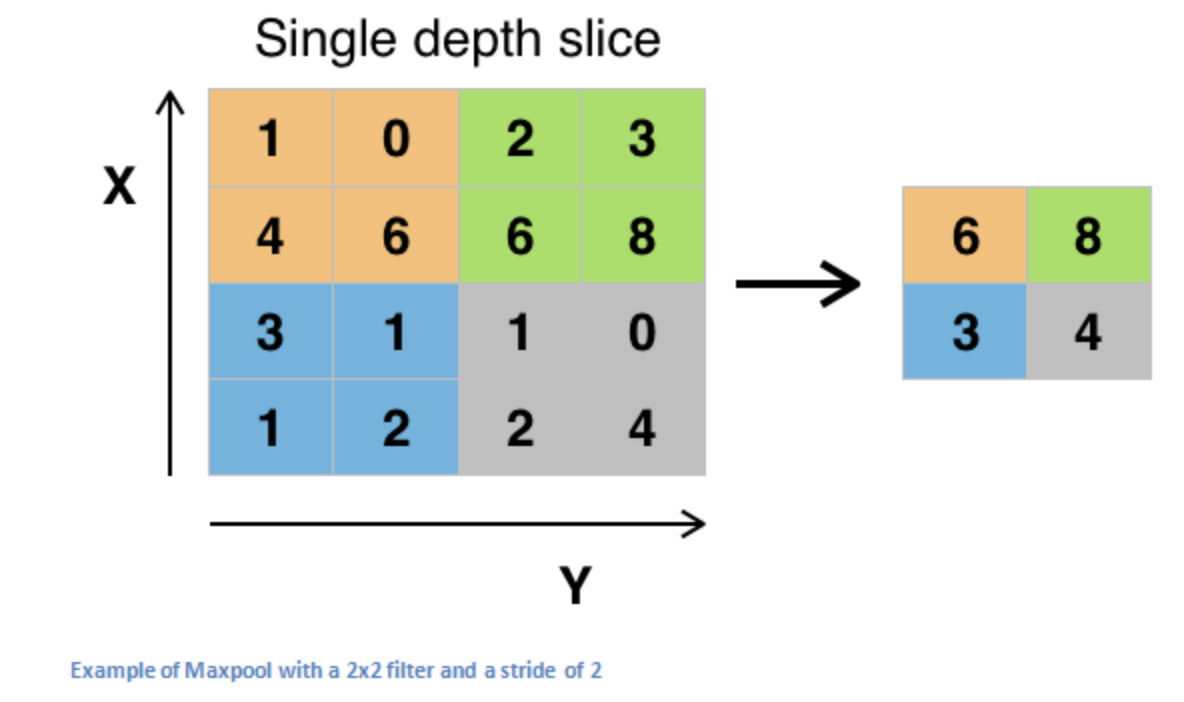 Single depth slice
X
1 0 2 3
4 6 6 8
3 1 1 0
1 2 2 4
6 8
3 4
Y
Example of Maxpool with a 2x2 filter and a stride of 2